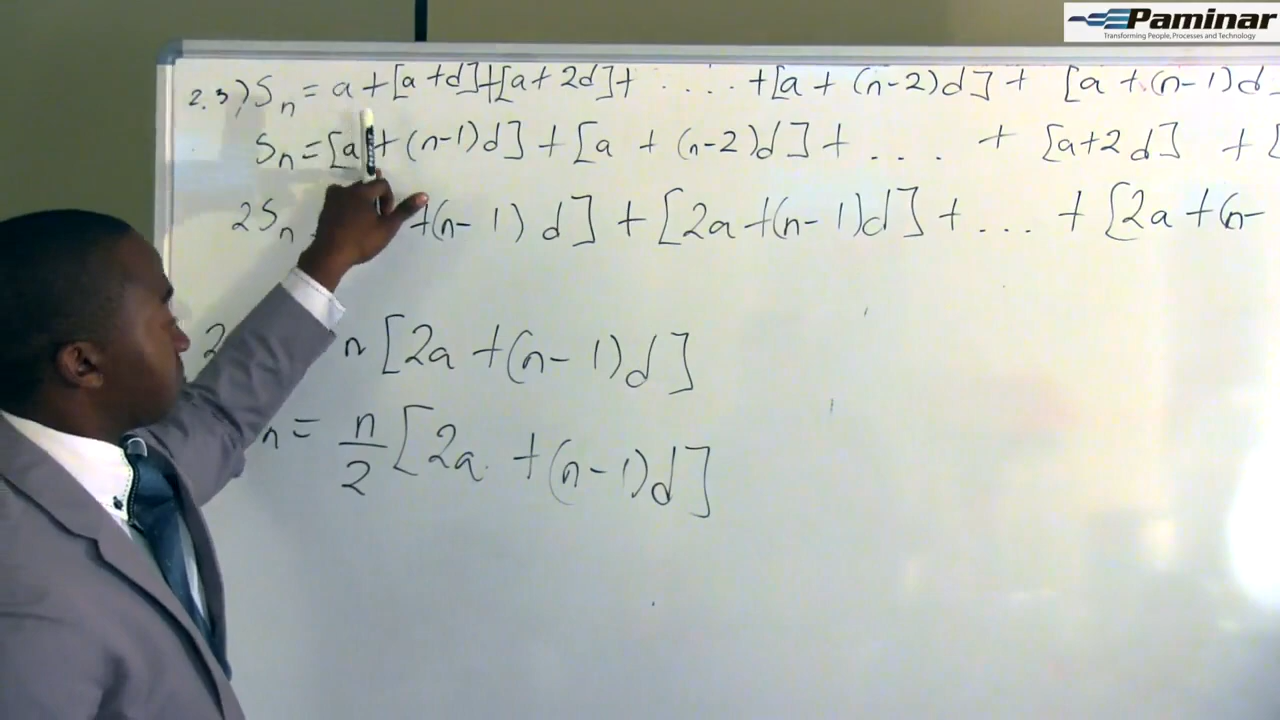 Paminar
Transforming People, Processes and Technology
2.3) Sn = a + [a + d] + [a + 2d] + .... + [a + (n-2)d] + [a + (n-1)d
Sn = [a + (n-1)d] + [a + (n-2)d] + .... + [a+2d] + [
2Sn + (n-1)d] + [2a + (n-1)d] + ... + [2a + (n-
2 n [2a + (n-1)d]
n = n/2 [2a + (n-1)d]